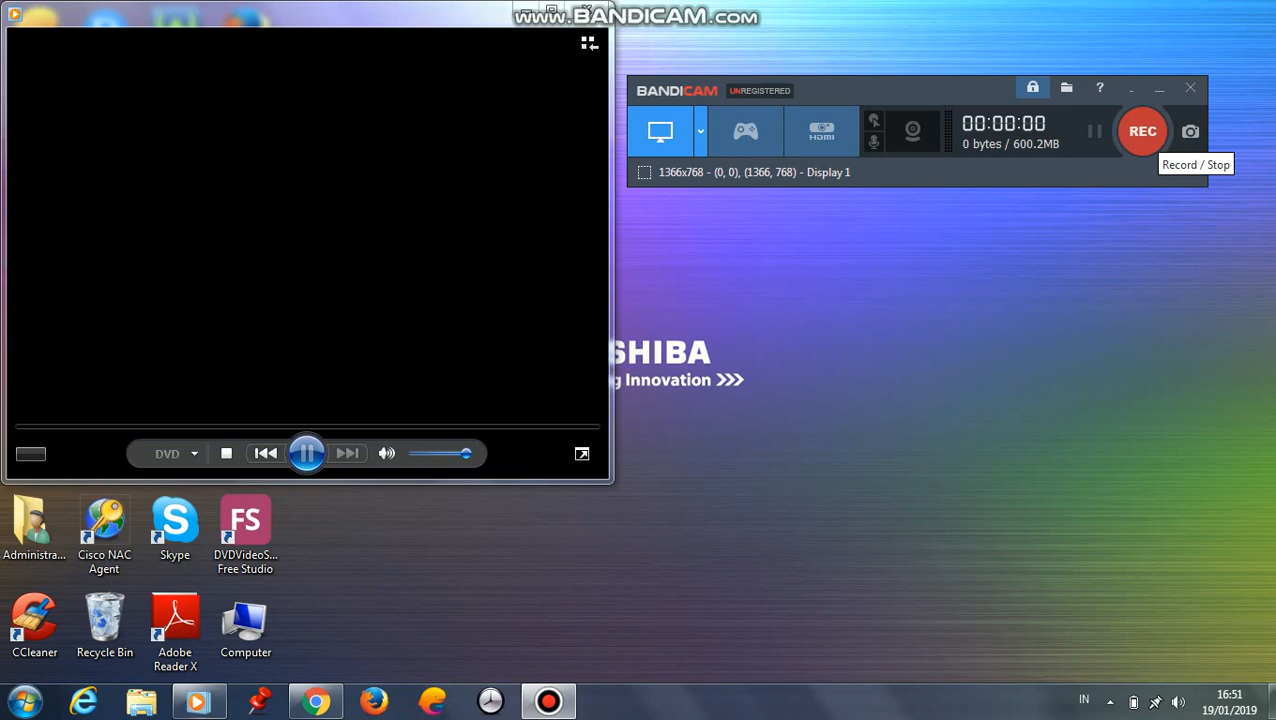 www.BANDICAM.com
BANDICAM UNREGISTERED
?
HDMI
00:00:00
0 bytes / 600.2MB
REC
Record / Stop
1366x768 - (0, 0), (1366, 768) - Display 1
SHIBA
g Innovation >>>
DVD
Administra...
Cisco NAC
Agent
S
Skype
FS
DVDVideoS...
Free Studio
CCleaner
Recycle Bin
Adobe
Reader X
Computer
IN
16:51
19/01/2019